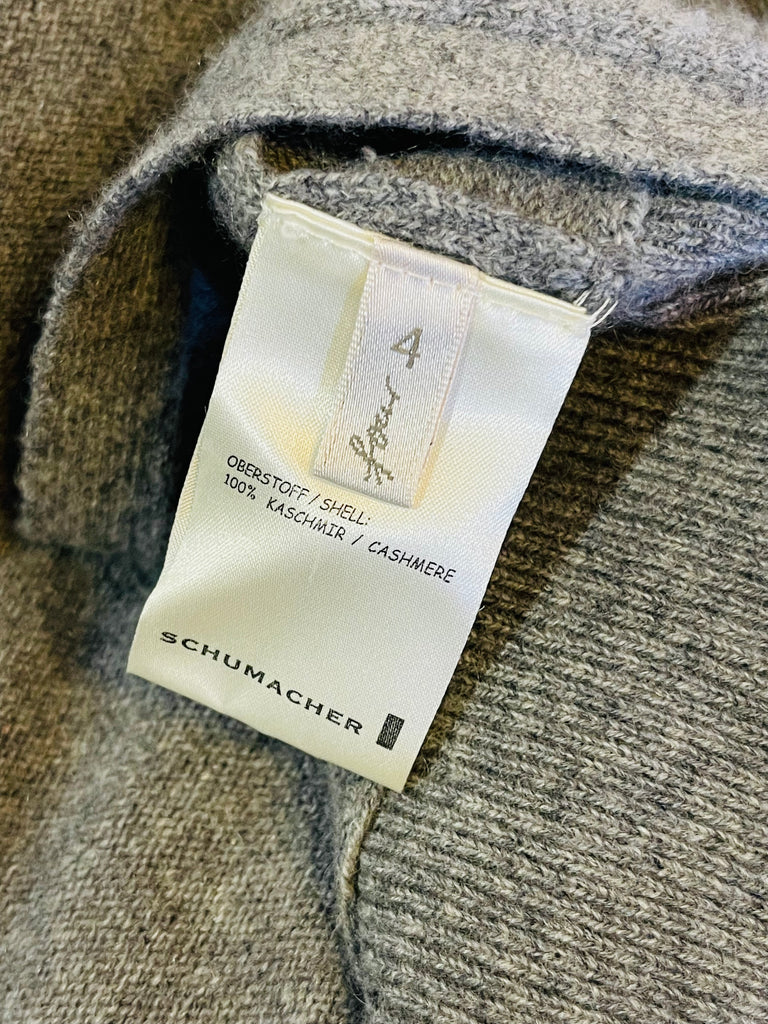 4
OBERSTOFF / SHELL:
100% KASCHMIR / CASHMERE
SCHUMACHER